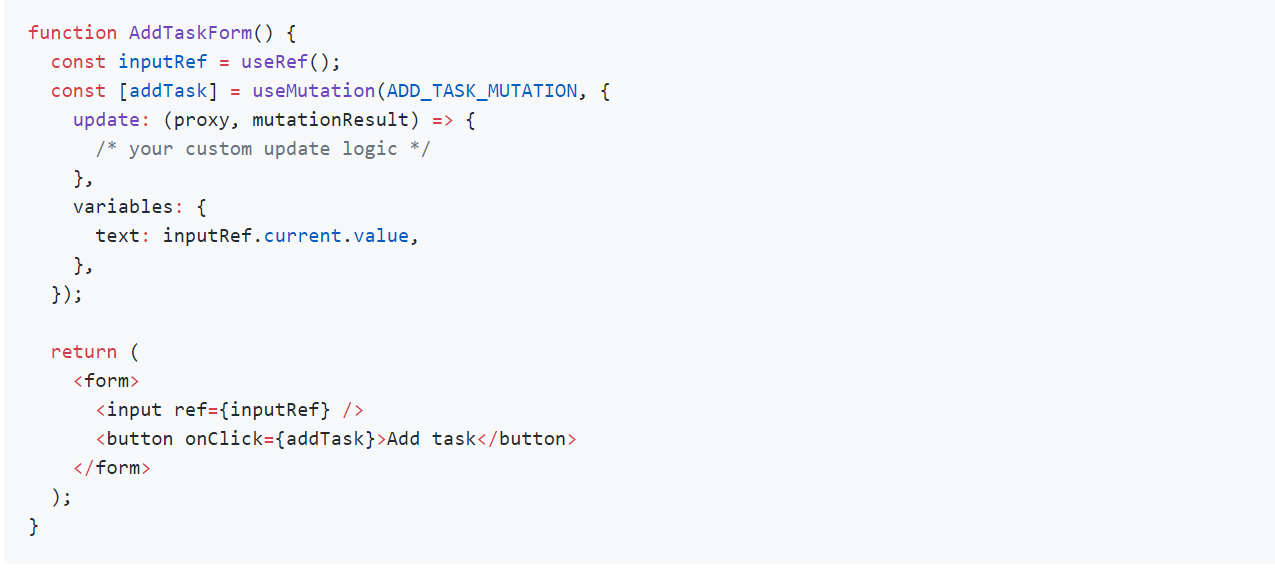 function AddTaskForm() {
  const inputRef = useRef();
  const [addTask] = useMutation(ADD_TASK_MUTATION, {
    update: (proxy, mutationResult) => {
      /* your custom update logic */
    },
    variables: {
      text: inputRef.current.value,
    },
  });

  return (
    <form>
      <input ref={inputRef} />
      <button onClick={addTask}>Add task</button>
    </form>
  );
}